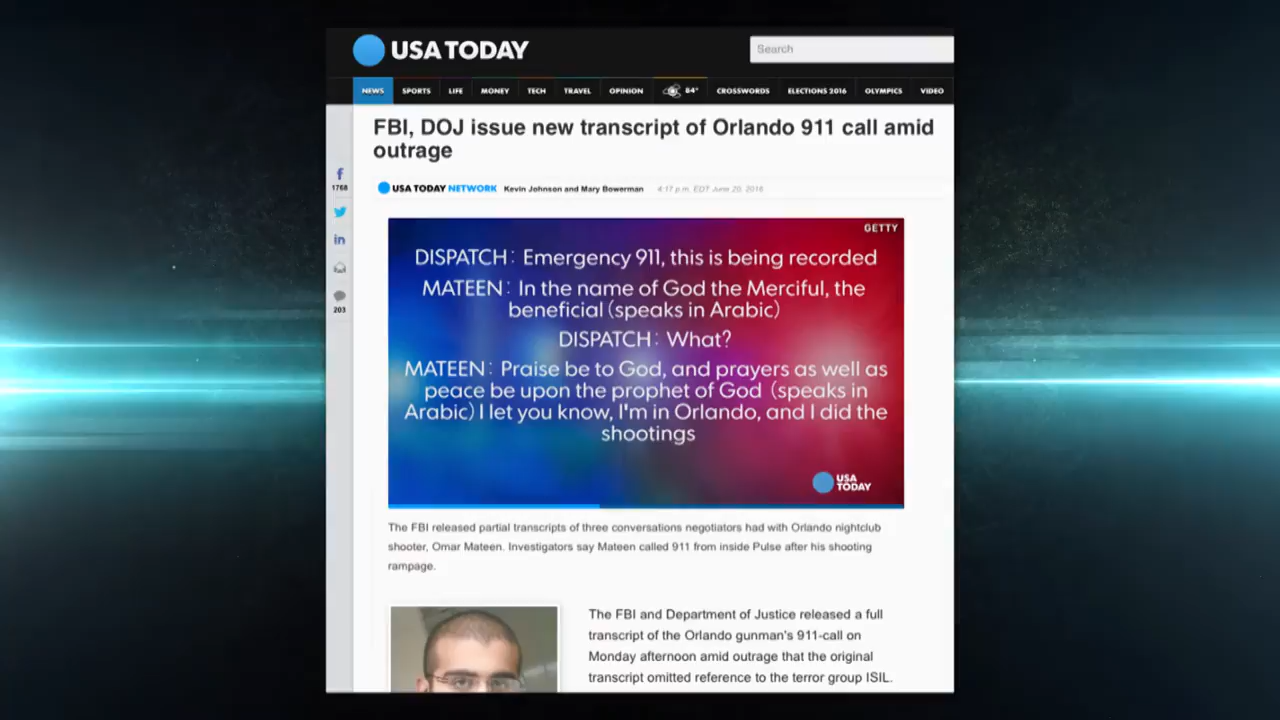 USA TODAY
Search
NEWS SPORTS LIFE MONEY TECH TRAVEL OPINION 84° CROSSWORDS ELECTIONS 2016 OLYMPICS VIDEO
FBI, DOJ issue new transcript of Orlando 911 call amid
outrage
USA TODAY NETWORK Kevin Johnson and Mary Bowerman 4:17 p.m. EDT June 20, 2016
f
1768
in
203
GETTY
DISPATCH: Emergency 911, this is being recorded
MATEEN: In the name of God the Merciful, the
beneficial (speaks in Arabic)
DISPATCH: What?
MATEEN: Praise be to God, and prayers as well as
peace be upon the prophet of God (speaks in
Arabic) I let you know, I'm in Orlando, and I did the
shootings
USA
TODAY
The FBI released partial transcripts of three conversations negotiators had with Orlando nightclub
shooter, Omar Mateen. Investigators say Mateen called 911 from inside Pulse after his shooting
rampage.
The FBI and Department of Justice released a full
transcript of the Orlando gunman's 911-call on
Monday afternoon amid outrage that the original
transcript omitted reference to the terror group ISIL.